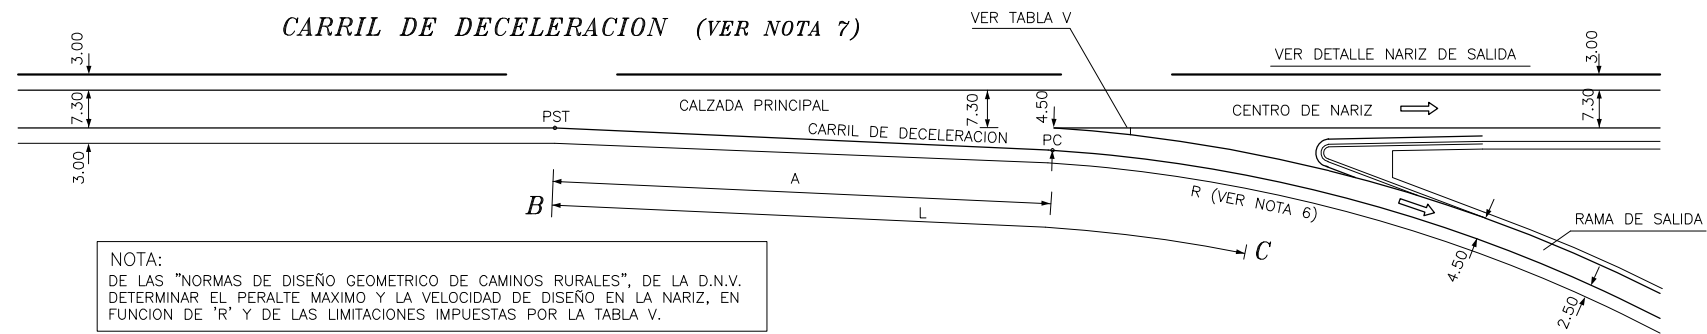 CARRIL DE DECELERACION (VER NOTA 7)
VER TABLA V
VER DETALLE NARIZ DE SALIDA
3.00
3.00
7.30
CALZADA PRINCIPAL
7.30
4.50
CENTRO DE NARIZ
7.30
PST
CARRIL DE DECELERACION
PC
3.00
A
R (VER NOTA 6)
B
L
RAMA DE SALIDA
C
4.50
2.50
NOTA:
DE LAS "NORMAS DE DISEÑO GEOMETRICO DE CAMINOS RURALES", DE LA D.N.V.
DETERMINAR EL PERALTE MAXIMO Y LA VELOCIDAD DE DISEÑO EN LA NARIZ, EN
FUNCION DE 'R' Y DE LAS LIMITACIONES IMPUESTAS POR LA TABLA V.